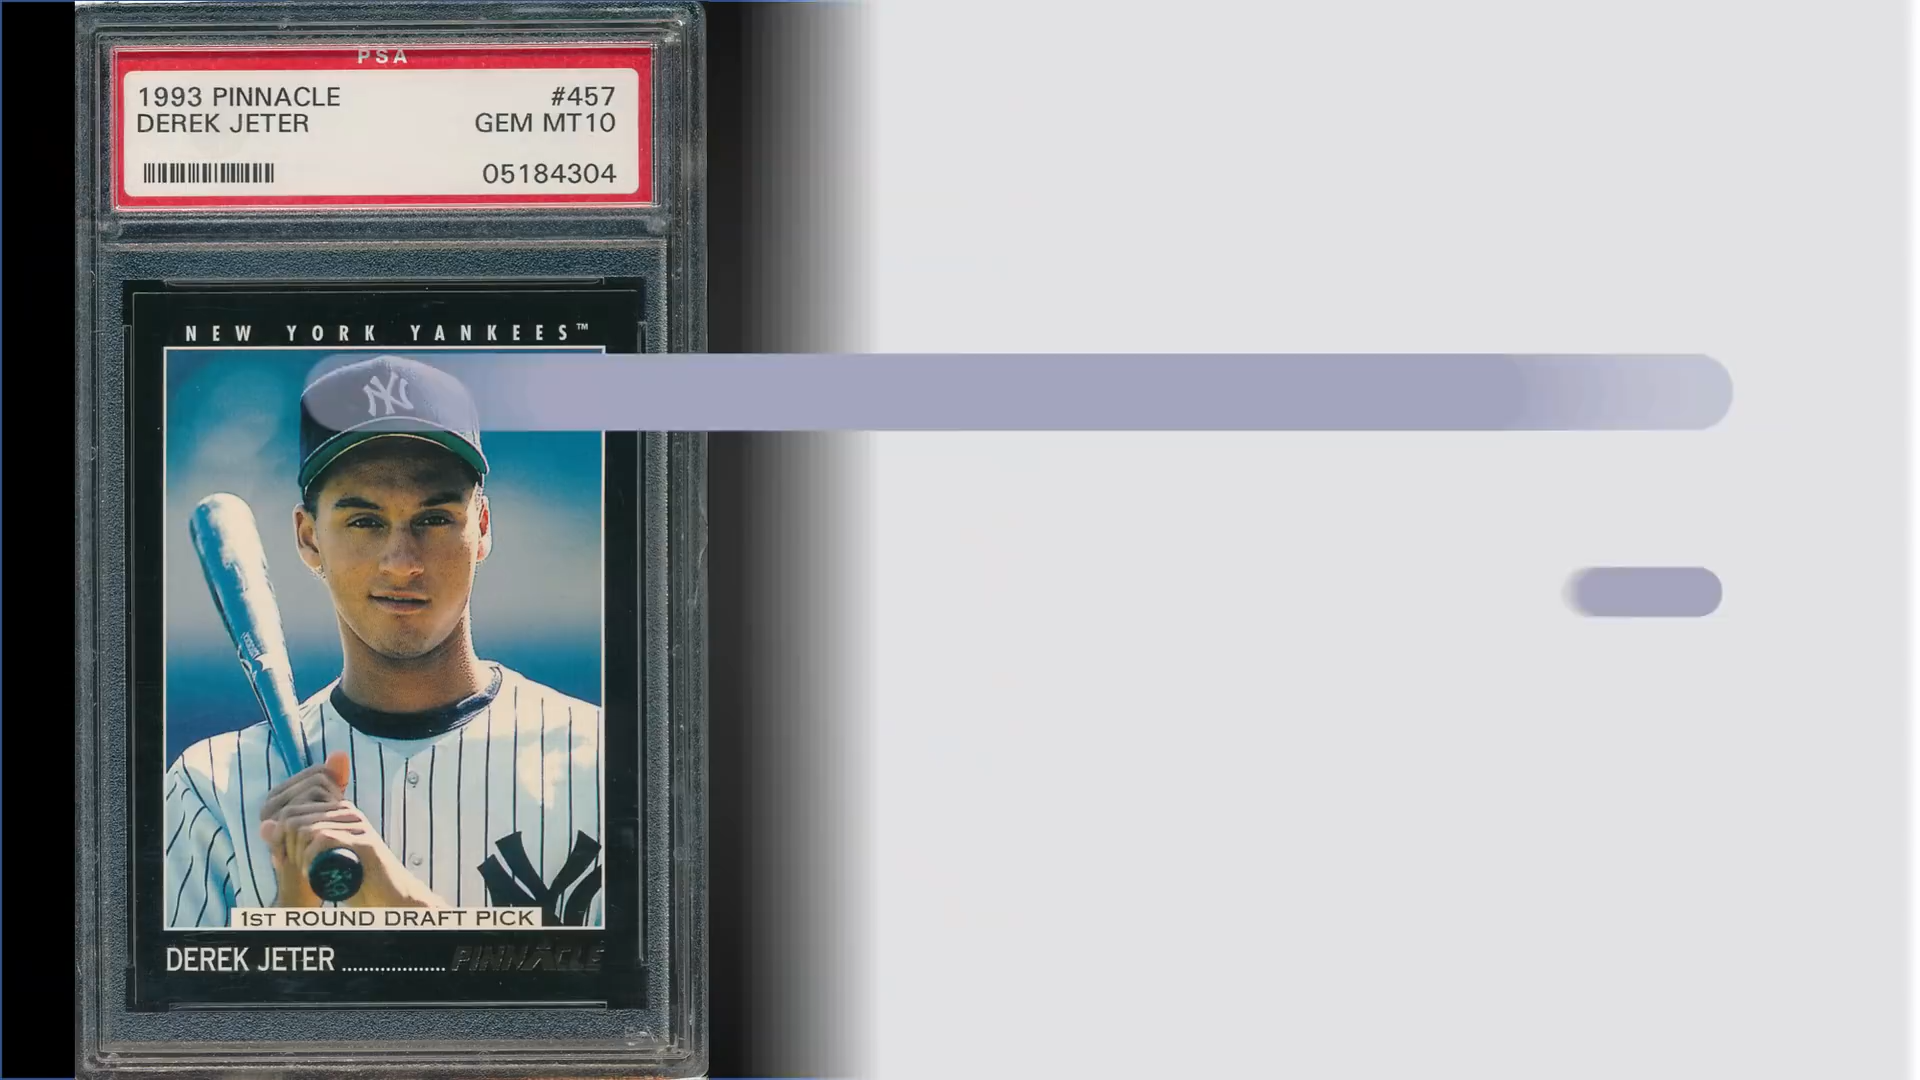 PSA
1993 PINNACLE #457
DEREK JETER GEM MT10
05184304
NEW YORK YANKEES™
NY
1ST ROUND DRAFT PICK
DEREK JETER ................... PINNACLE